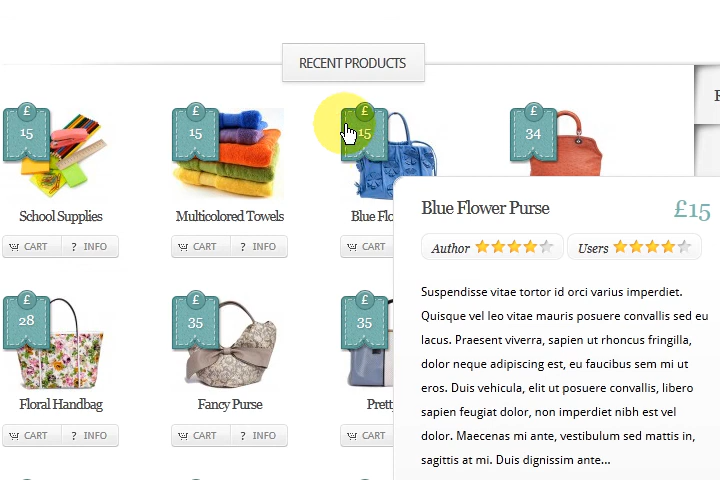 RECENT PRODUCTS
£
15
£
15
£
15
£
34
School Supplies
Multicolored Towels
Blue Flo
CART
? INFO
CART
? INFO
CART
Blue Flower Purse
£15
Author
Users
Suspendisse vitae tortor id orci varius imperdiet.
Quisque vel leo vitae mauris posuere convallis sed eu
lacus. Praesent viverra, sapien ut rhoncus fringilla,
dolor neque adipiscing est, eu faucibus sem mi ut
eros. Duis vehicula, elit ut posuere convallis, libero
sapien feugiat dolor, non imperdiet nibh est vel
dolor. Maecenas mi ante, vestibulum sed mattis in,
sagittis at mi. Duis dignissim ante...
£
28
£
35
£
35
Floral Handbag
Fancy Purse
Prett
CART
? INFO
CART
? INFO
CART